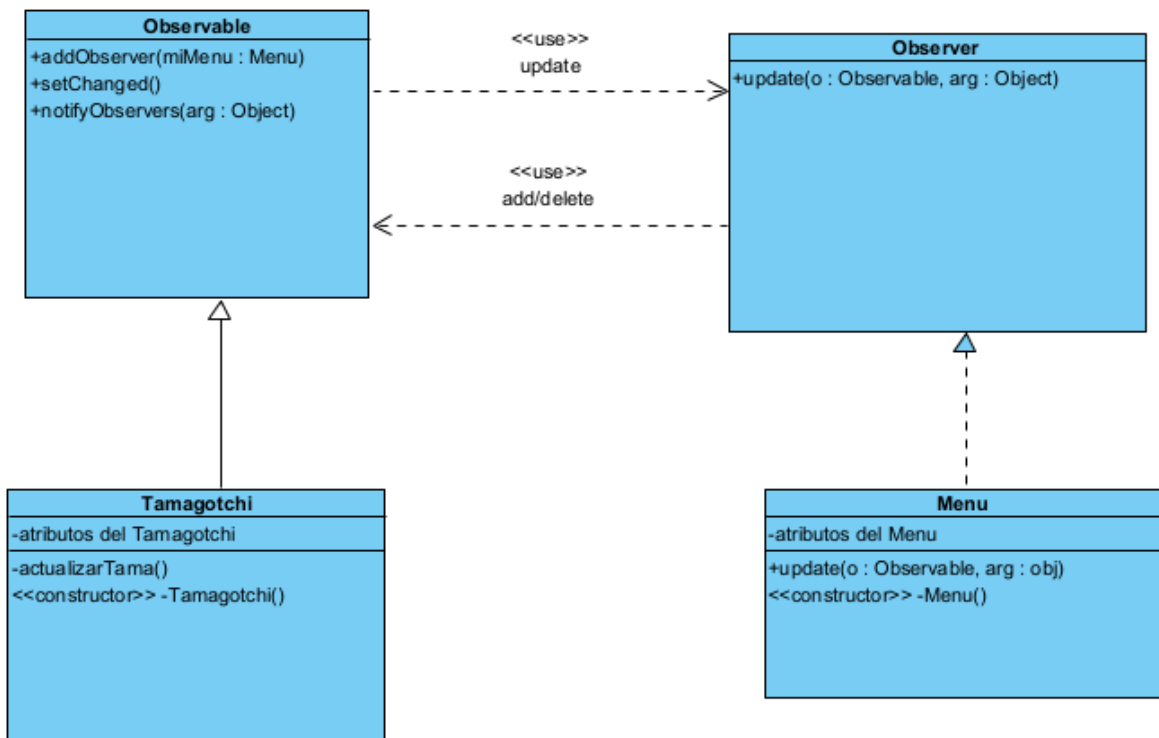 Observable
+addObserver(miMenu : Menu)
+setChanged()
+notifyObservers(arg : Object)
<<use>>
update
<<use>>
add/delete
Observer
+update(o : Observable, arg : Object)
Tamagotchi
-atributos del Tamagotchi
-actualizarTama()
<<constructor>> -Tamagotchi()
Menu
-atributos del Menu
+update(o : Observable, arg : obj)
<<constructor>> -Menu()